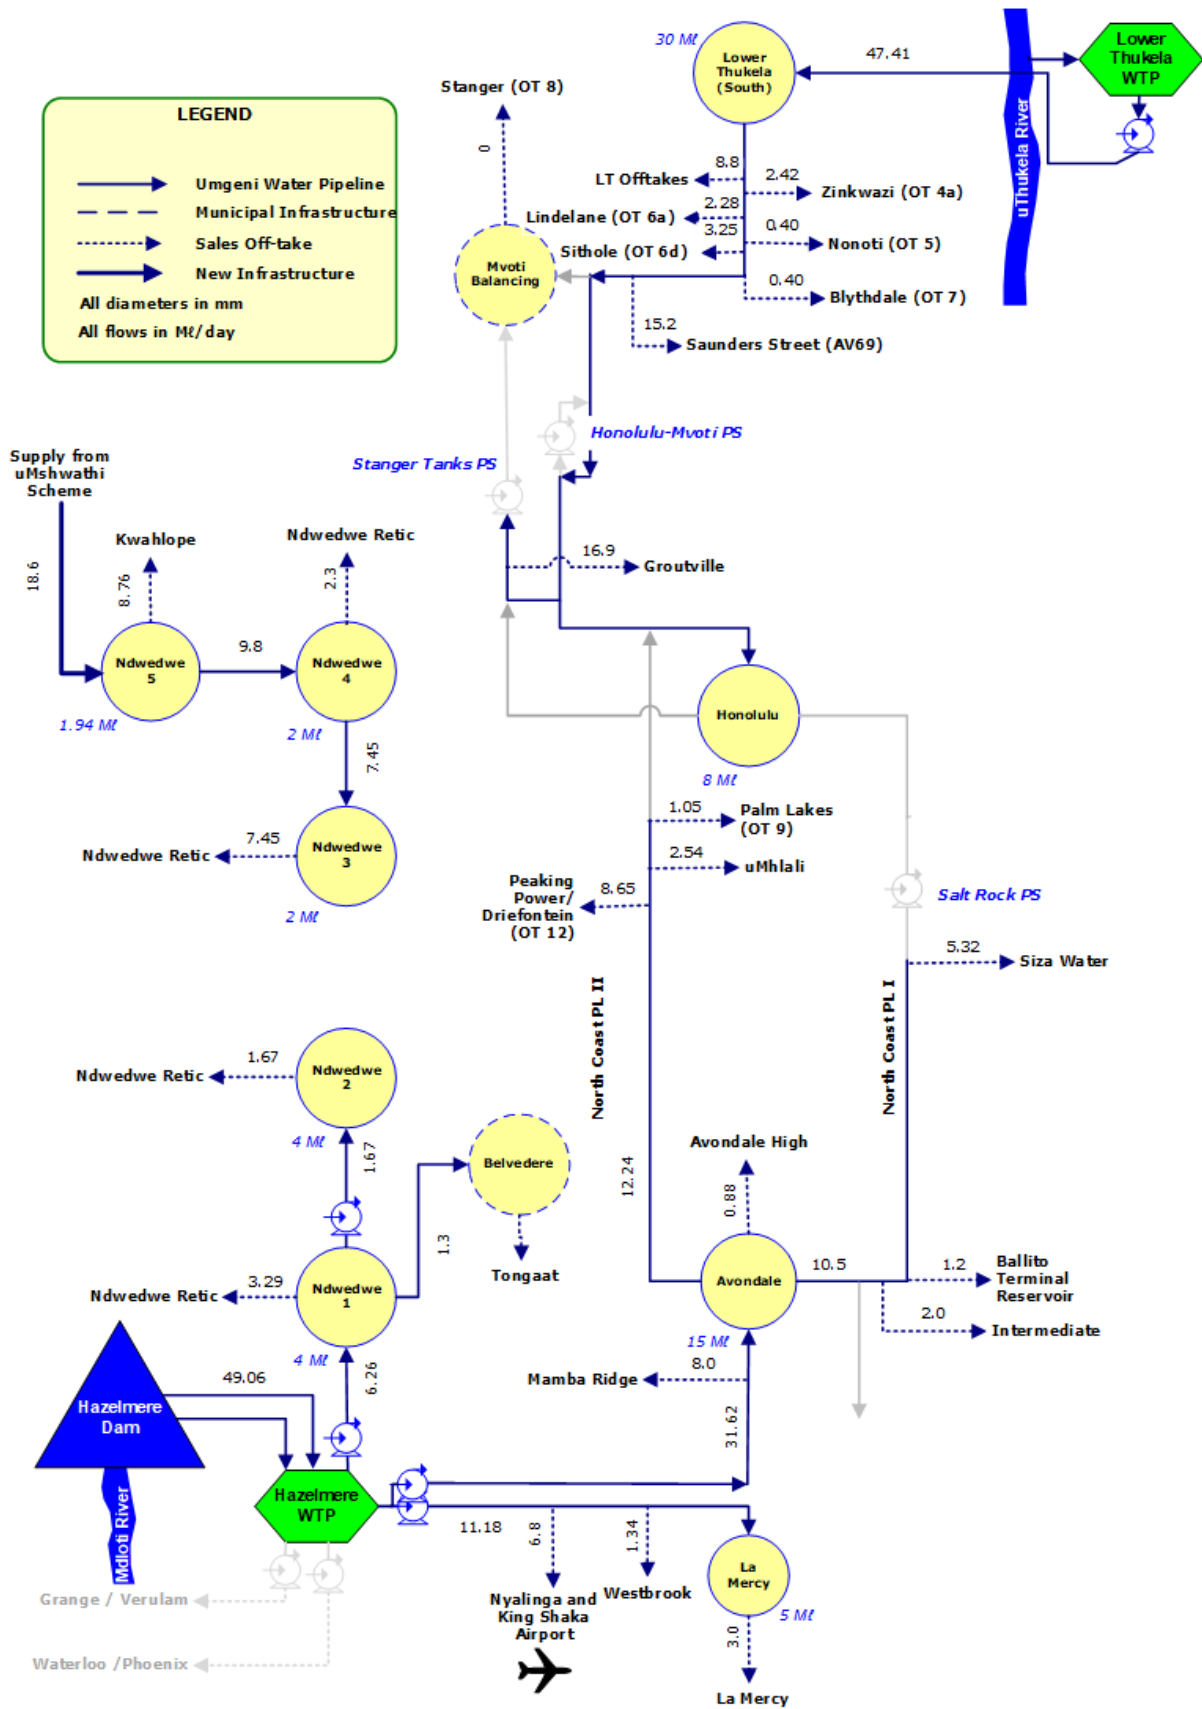 30 Mℓ
Lower
Thukela
(South)
47.41
Lower
Thukela
WTP
uThukela River
Stanger (OT 8)
0
LEGEND
Umgeni Water Pipeline
Municipal Infrastructure
Sales Off-take
New Infrastructure
All diameters in mm
All flows in Mℓ/day
8.8
LT Offtakes
2.42
Zinkwazi (OT 4a)
2.28
Lindelane (OT 6a)
0.40
Nonoti (OT 5)
3.25
Sithole (OT 6d)
0.40
Blythdale (OT 7)
Mvoti
Balancing
15.2
Saunders Street (AV69)
Honolulu-Mvoti PS
Stanger Tanks PS
16.9
Groutville
Supply from
uMshwathi
Scheme
18.6
Kwahlope
8.76
Ndwedwe Retic
2.3
Ndwedwe
5
9.8
Ndwedwe
4
1.94 Mℓ
2 Mℓ
7.45
Ndwedwe Retic
7.45
Ndwedwe
3
2 Mℓ
Honolulu
8 Mℓ
1.05
Palm Lakes
(OT 9)
2.54
uMhlali
Peaking
Power/
Driefontein
(OT 12)
8.65
Salt Rock PS
5.32
Siza Water
North Coast PL II
North Coast PL I
12.24
Ndwedwe Retic
1.67
Ndwedwe
2
4 Mℓ
1.67
Belvedere
1.3
Tongaat
Avondale High
0.88
Avondale
10.5
15 Mℓ
1.2
Ballito
Terminal
Reservoir
2.0
Intermediate
Ndwedwe Retic
3.29
Ndwedwe
1
4 Mℓ
6.26
Mamba Ridge
8.0
31.62
49.06
Hazelmere
Dam
Mdloti River
Hazelmere
WTP
11.18
6.8
1.34
Nyalinga and
King Shaka
Airport
Westbrook
La
Mercy
5 Mℓ
3.0
La Mercy
Grange / Verulam
Waterloo /Phoenix